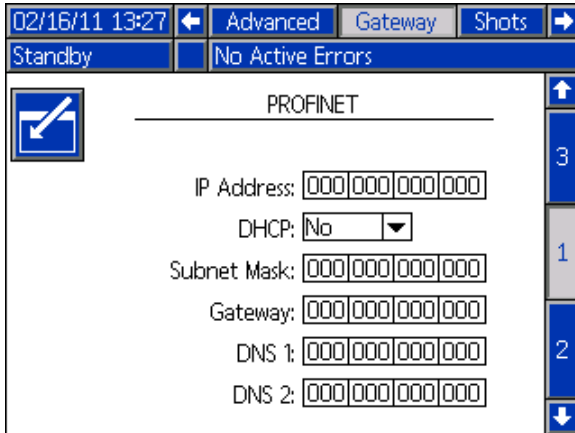 02/16/11 13:27 Advanced Gateway Shots
Standby No Active Errors
PROFINET
3
IP Address: 000 000 000 000
DHCP: No
1
Subnet Mask: 000 000 000 000
Gateway: 000 000 000 000
DNS 1: 000 000 000 000
2
DNS 2: 000 000 000 000